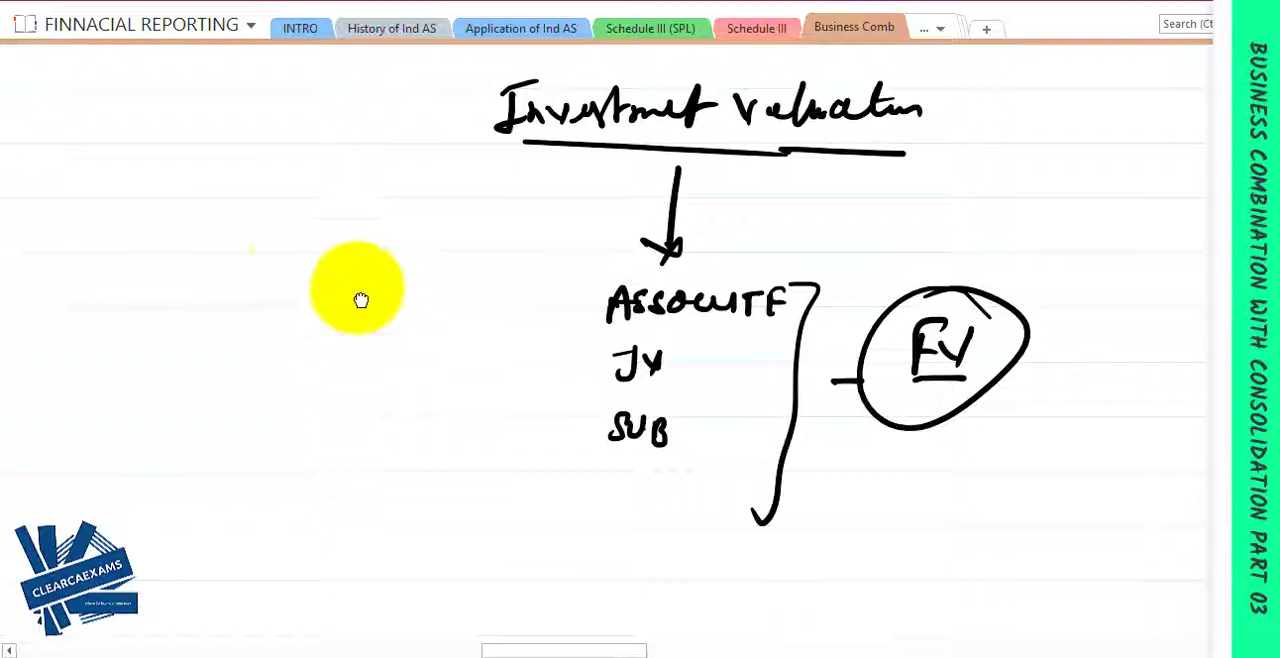 FINNACIAL REPORTING
INTRO
History of Ind AS
Application of Ind AS
Schedule III (SPL)
Schedule III
Business Comb
...
Search (Ct
Investment Valuation
ASSOCIATE
JV
SUB
FV
CLEARCAEXAMS
BUSINESS COMBINATION WITH CONSOLIDATION PART 03